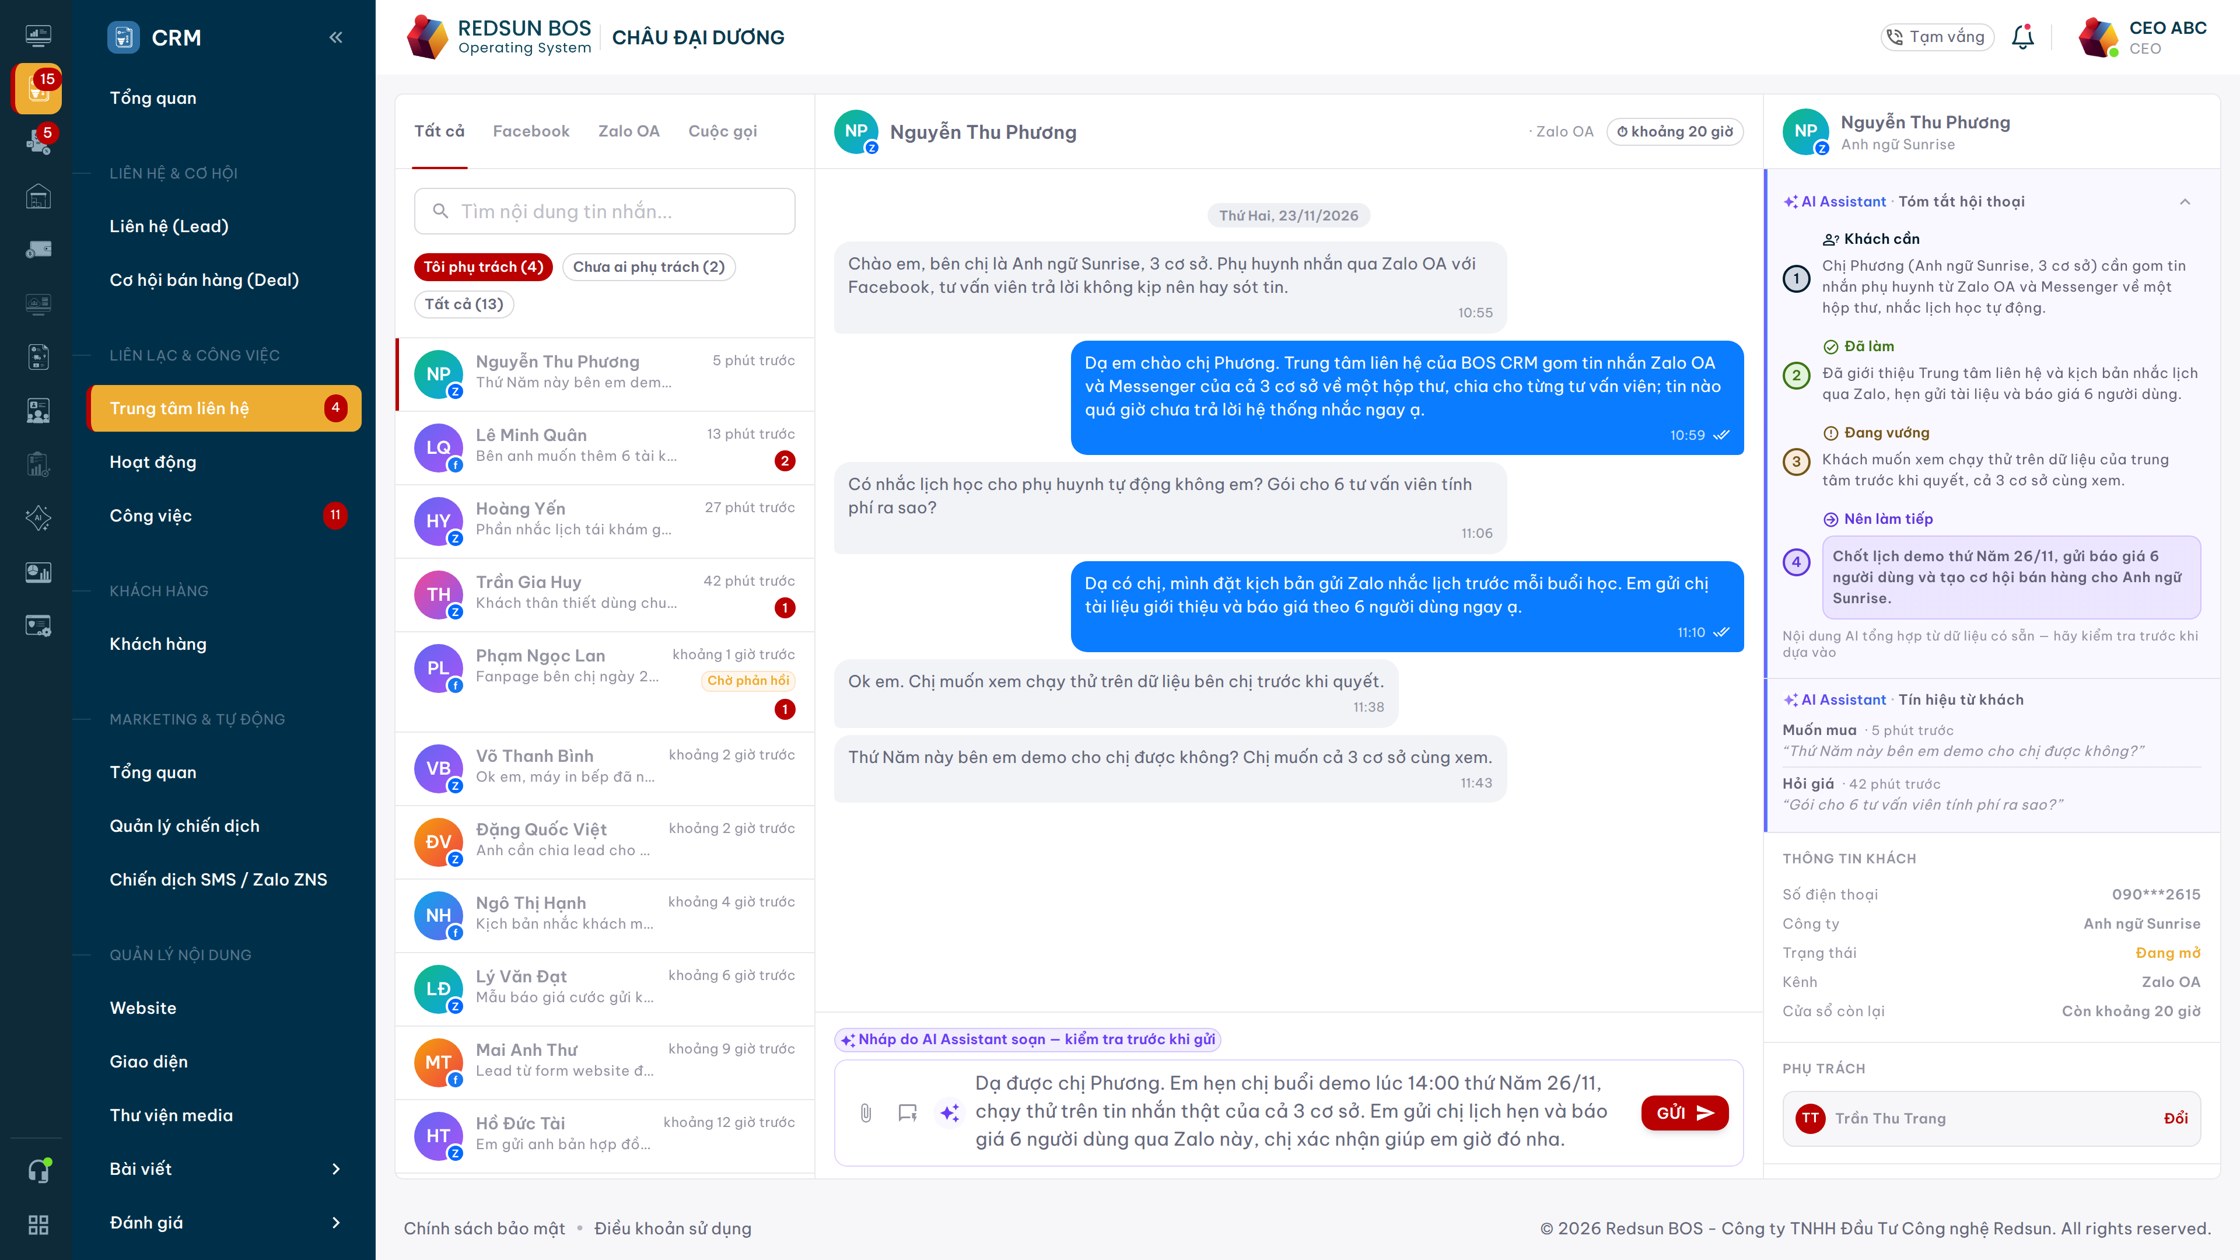 15
5
CRM
Tổng quan
LIÊN HỆ & CƠ HỘI
Liên hệ (Lead)
Cơ hội bán hàng (Deal)
LIÊN LẠC & CÔNG VIỆC
Trung tâm liên hệ
4
Hoạt động
Công việc
11
KHÁCH HÀNG
Khách hàng
MARKETING & TỰ ĐỘNG
Tổng quan
Quản lý chiến dịch
Chiến dịch SMS / Zalo ZNS
QUẢN LÝ NỘI DUNG
Website
Giao diện
Thư viện media
Bài viết
Đánh giá
REDSUN BOS
Operating System
CHÂU ĐẠI DƯƠNG
Tạm vắng
CEO ABC
CEO
Tất cả
Facebook
Zalo OA
Cuộc gọi
Tìm nội dung tin nhắn...
Tôi phụ trách (4)
Chưa ai phụ trách (2)
Tất cả (13)
NP
Nguyễn Thu Phương
5 phút trước
Thứ Năm này bên em dem...
LQ
Lê Minh Quân
13 phút trước
Bên anh muốn thêm 6 tài k...
2
HY
Hoàng Yến
27 phút trước
Phần nhắc lịch tái khám g...
TH
Trần Gia Huy
42 phút trước
Khách thân thiết dùng chu...
1
PL
Phạm Ngọc Lan
khoảng 1 giờ trước
Fanpage bên chị ngày 2...
Chờ phản hồi
1
VB
Võ Thanh Bình
khoảng 2 giờ trước
Ok em, máy in bếp đã n...
ĐV
Đặng Quốc Việt
khoảng 2 giờ trước
Anh cần chia lead cho ...
NH
Ngô Thị Hạnh
khoảng 4 giờ trước
Kịch bản nhắc khách m...
LĐ
Lý Văn Đạt
khoảng 6 giờ trước
Mẫu báo giá cước gửi k...
MT
Mai Anh Thư
khoảng 9 giờ trước
Lead từ form website đ...
HT
Hồ Đức Tài
khoảng 12 giờ trước
Em gửi anh bản hợp đồ...
NP
Nguyễn Thu Phương
· Zalo OA
khoảng 20 giờ
Thứ Hai, 23/11/2026
Chào em, bên chị là Anh ngữ Sunrise, 3 cơ sở. Phụ huynh nhắn qua Zalo OA với
Facebook, tư vấn viên trả lời không kịp nên hay sót tin.
10:55
Dạ em chào chị Phương. Trung tâm liên hệ của BOS CRM gom tin nhắn Zalo OA
và Messenger của cả 3 cơ sở về một hộp thư, chia cho từng tư vấn viên; tin nào
quá giờ chưa trả lời hệ thống nhắc ngay ạ.
10:59
Có nhắc lịch học cho phụ huynh tự động không em? Gói cho 6 tư vấn viên tính
phí ra sao?
11:06
Dạ có chị, mình đặt kịch bản gửi Zalo nhắc lịch trước mỗi buổi học. Em gửi chị
tài liệu giới thiệu và báo giá theo 6 người dùng ngay ạ.
11:10
Ok em. Chị muốn xem chạy thử trên dữ liệu bên chị trước khi quyết.
11:38
Thứ Năm này bên em demo cho chị được không? Chị muốn cả 3 cơ sở cùng xem.
11:43
Nháp do AI Assistant soạn — kiểm tra trước khi gửi
Dạ được chị Phương. Em hẹn chị buổi demo lúc 14:00 thứ Năm 26/11,
chạy thử trên tin nhắn thật của cả 3 cơ sở. Em gửi chị lịch hẹn và báo
giá 6 người dùng qua Zalo này, chị xác nhận giúp em giờ đó nha.
GỬI
NP
Nguyễn Thu Phương
Anh ngữ Sunrise
AI Assistant · Tóm tắt hội thoại
Khách cần
1
Chị Phương (Anh ngữ Sunrise, 3 cơ sở) cần gom tin
nhắn phụ huynh từ Zalo OA và Messenger về một
hộp thư, nhắc lịch học tự động.
Đã làm
2
Đã giới thiệu Trung tâm liên hệ và kịch bản nhắc lịch
qua Zalo, hẹn gửi tài liệu và báo giá 6 người dùng.
Đang vướng
3
Khách muốn xem chạy thử trên dữ liệu của trung
tâm trước khi quyết, cả 3 cơ sở cùng xem.
Nên làm tiếp
4
Chốt lịch demo thứ Năm 26/11, gửi báo giá 6
người dùng và tạo cơ hội bán hàng cho Anh ngữ
Sunrise.
Nội dung AI tổng hợp từ dữ liệu có sẵn — hãy kiểm tra trước khi
dựa vào
AI Assistant · Tín hiệu từ khách
Muốn mua · 5 phút trước
“Thứ Năm này bên em demo cho chị được không?”
Hỏi giá · 42 phút trước
“Gói cho 6 tư vấn viên tính phí ra sao?”
THÔNG TIN KHÁCH
Số điện thoại
090***2615
Công ty
Anh ngữ Sunrise
Trạng thái
Đang mở
Kênh
Zalo OA
Cửa sổ còn lại
Còn khoảng 20 giờ
PHỤ TRÁCH
TT
Trần Thu Trang
Đổi
Chính sách bảo mật • Điều khoản sử dụng
© 2026 Redsun BOS - Công ty TNHH Đầu Tư Công nghệ Redsun. All rights reserved.